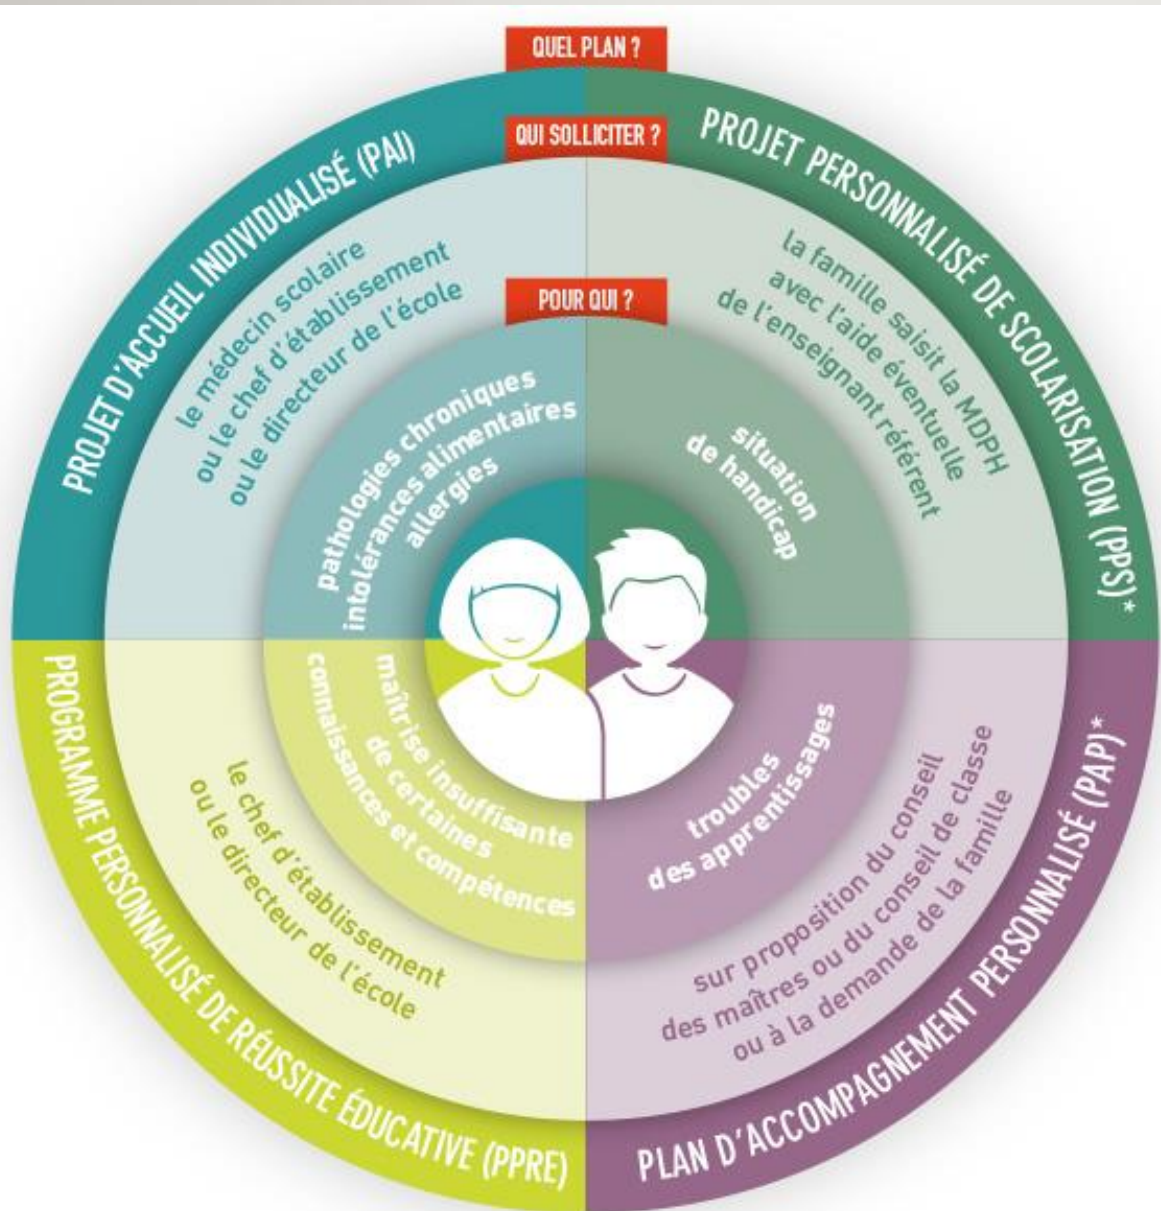 QUEL PLAN ?
QUI SOLLICITER ?
POUR QUI ?
PROJET D'ACCUEIL INDIVIDUALISÉ (PAI)
le médecin scolaire
ou le chef d'établissement
ou le directeur de l'école
pathologies chroniques
intolérances alimentaires
allergies
PROJET PERSONNALISÉ DE SCOLARISATION (PPS)*
la famille saisit la MDPH
avec l'aide éventuelle
de l'enseignant référent
situation
de handicap
PROGRAMME PERSONNALISÉ DE RÉUSSITE ÉDUCATIVE (PPRE)
le chef d'établissement
ou le directeur de l'école
maîtrise insuffisante
de certaines
connaissances et compétences
PLAN D'ACCOMPAGNEMENT PERSONNALISÉ (PAP)*
sur proposition du conseil
des maîtres ou du conseil de classe
ou à la demande de la famille
troubles
des apprentissages